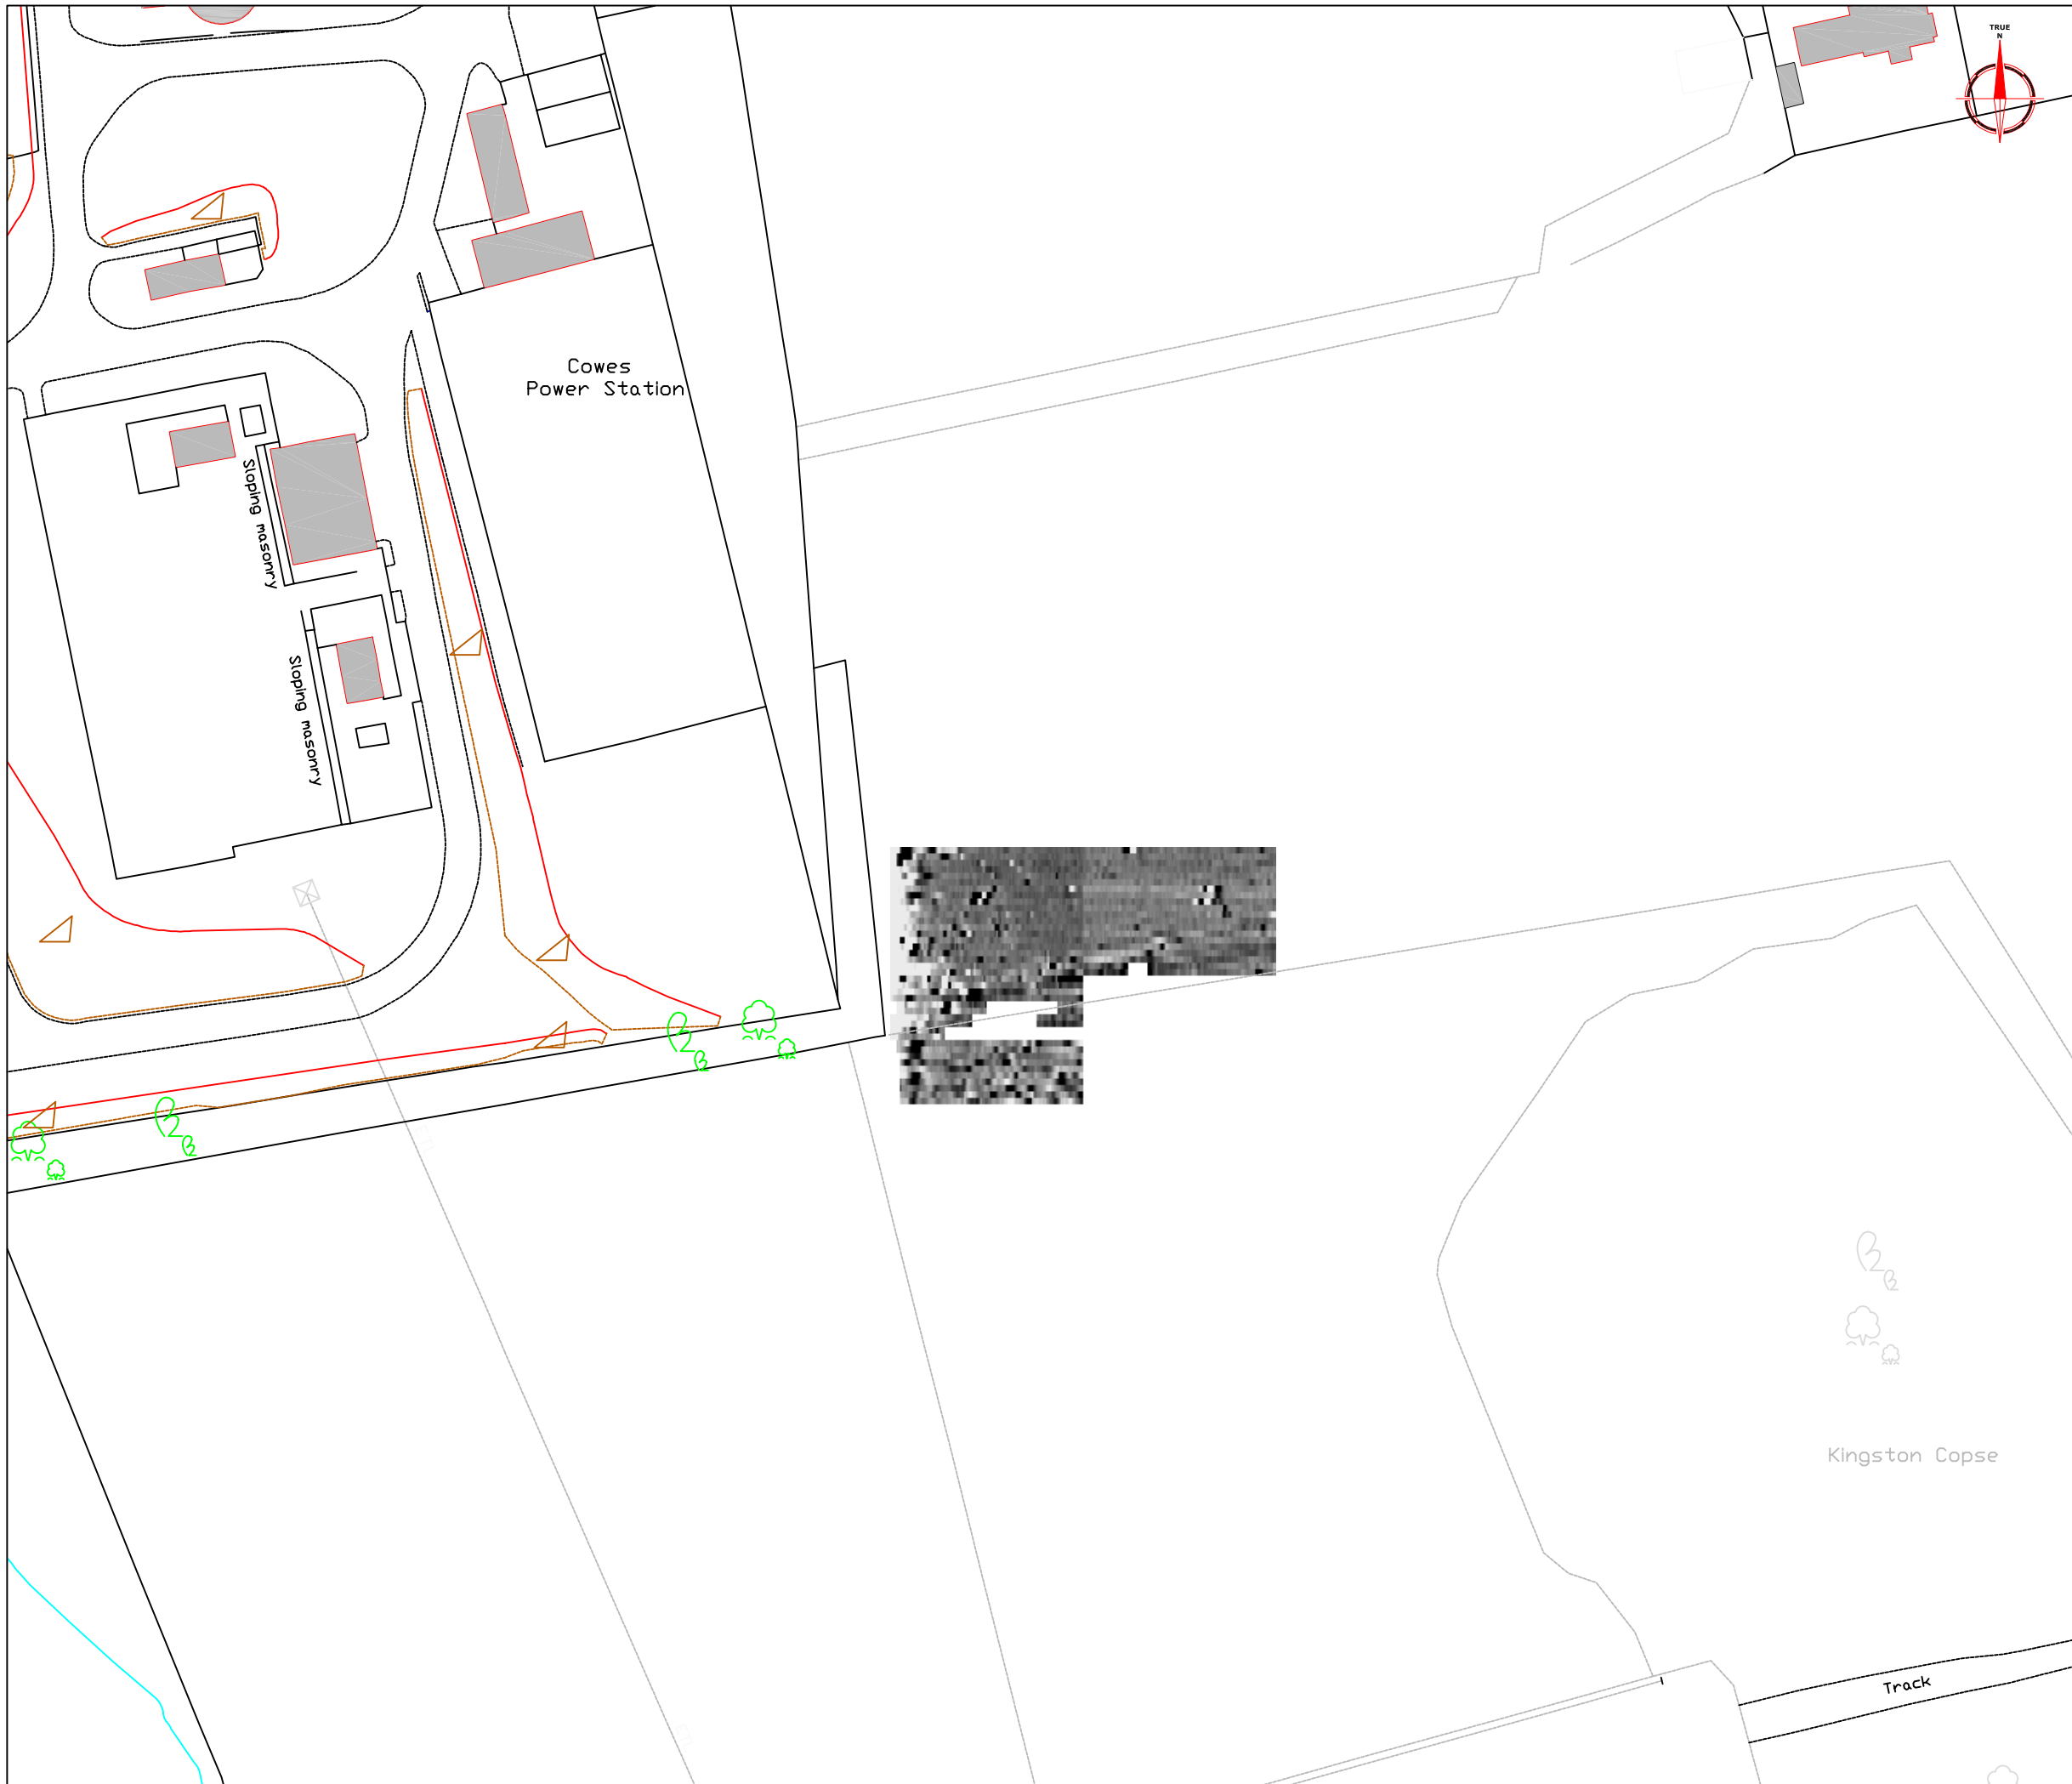 TRUE
N
Cowes
Power Station
Sloping masonry
Sloping masonry
Kingston Copse
Track